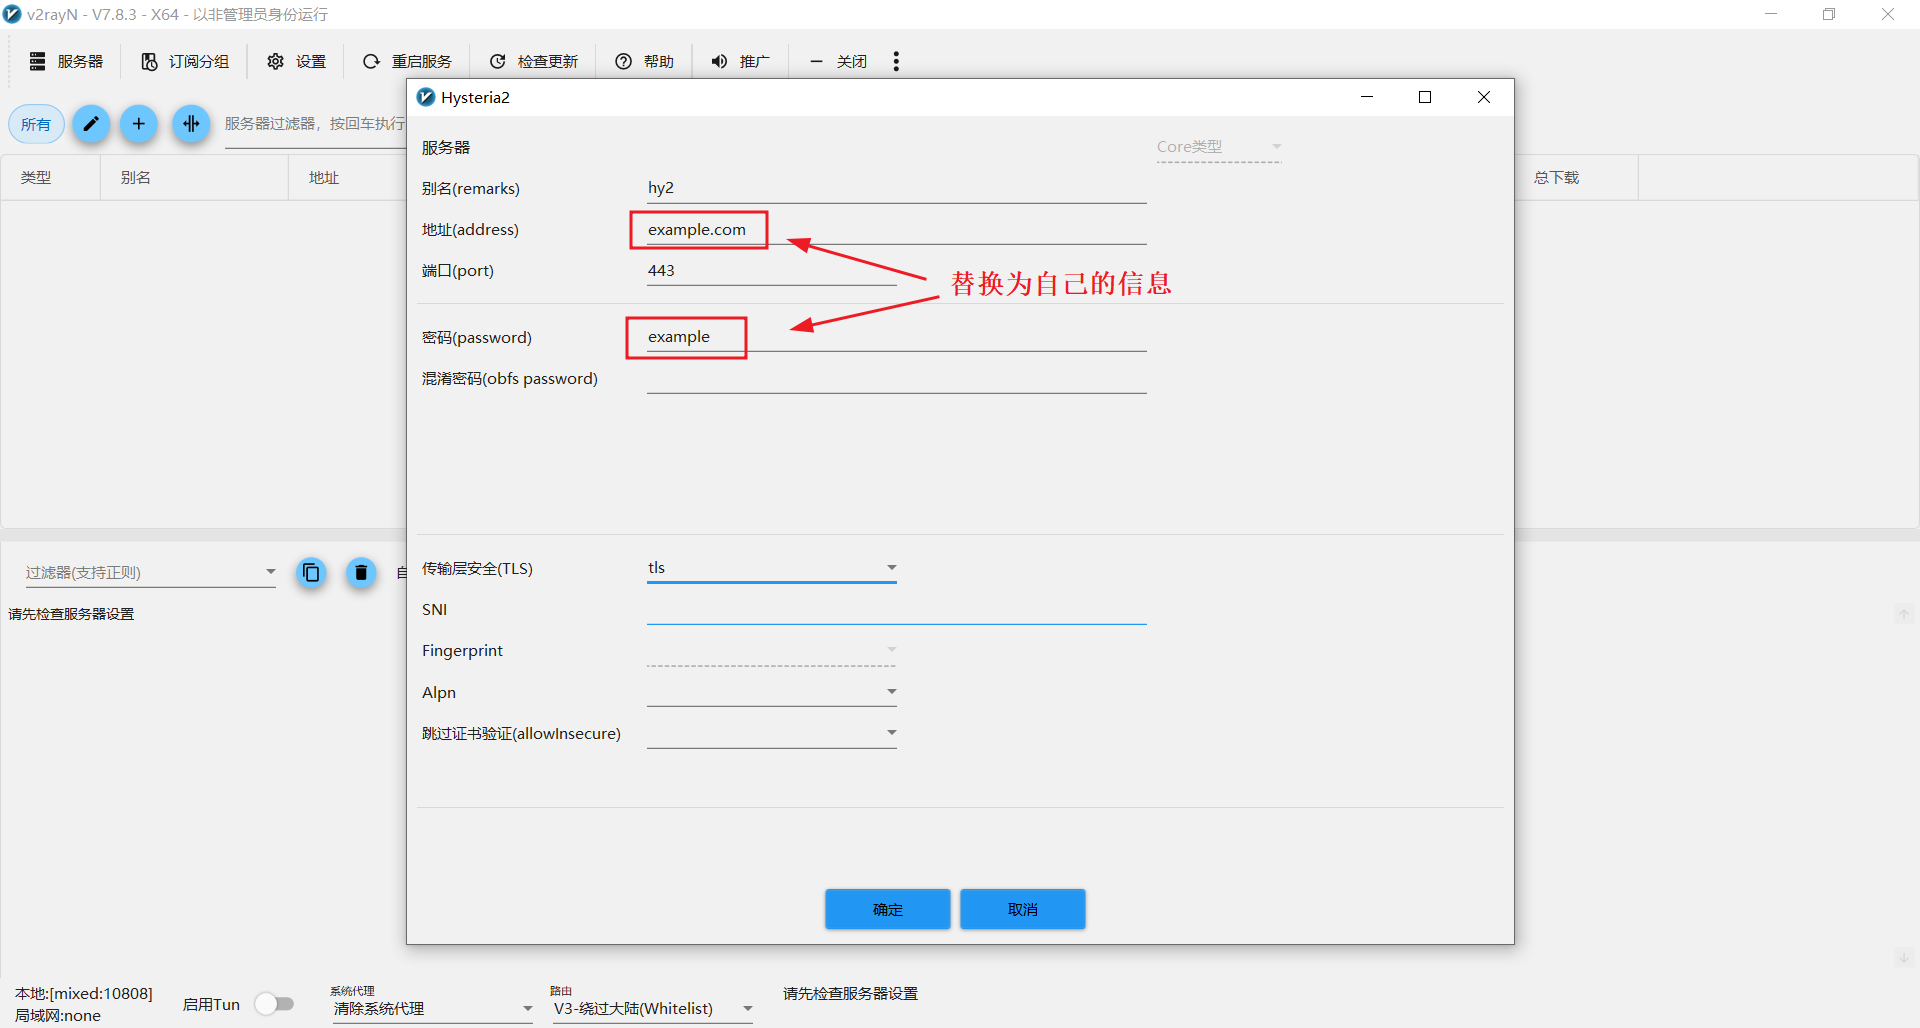 v2rayN - V7.8.3 - X64 - 以非管理员身份运行
服务器 订阅分组 设置 重启服务 检查更新 帮助 推广 关闭
所有 服务器过滤器，按回车执行
类型 别名 地址 总下载
Hysteria2
服务器 Core类型
别名(remarks) hy2
地址(address) example.com
端口(port) 443
替换为自己的信息
密码(password) example
混淆密码(obfs password)
传输层安全(TLS) tls
SNI
Fingerprint
Alpn
跳过证书验证(allowInsecure)
确定 取消
过滤器(支持正则) 自
请先检查服务器设置
本地:[mixed:10808]
局域网:none
启用Tun
系统代理
清除系统代理
路由
V3-绕过大陆(Whitelist)
请先检查服务器设置